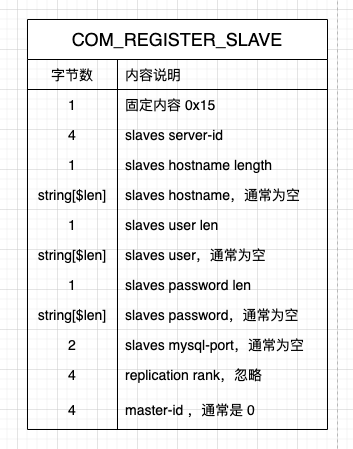 COM_REGISTER_SLAVE
字节数 内容说明
1 固定内容 0x15
4 slaves server-id
1 slaves hostname length
string[$len] slaves hostname，通常为空
1 slaves user len
string[$len] slaves user，通常为空
1 slaves password len
string[$len] slaves password，通常为空
2 slaves mysql-port，通常为空
4 replication rank，忽略
4 master-id ，通常是 0